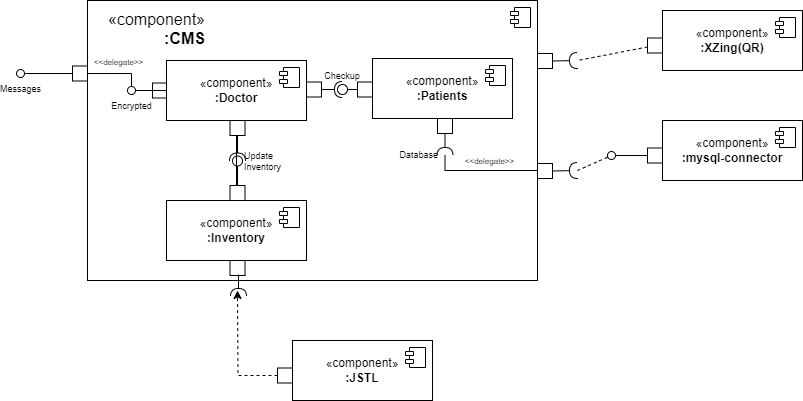 «component»
:CMS
«component»
:XZing(QR)
<<delegate>>
Messages
Encrypted
«component»
:Doctor
Checkup
«component»
:Patients
Database
<<delegate>>
«component»
:mysql-connector
Update
Inventory
«component»
:Inventory
«component»
:JSTL